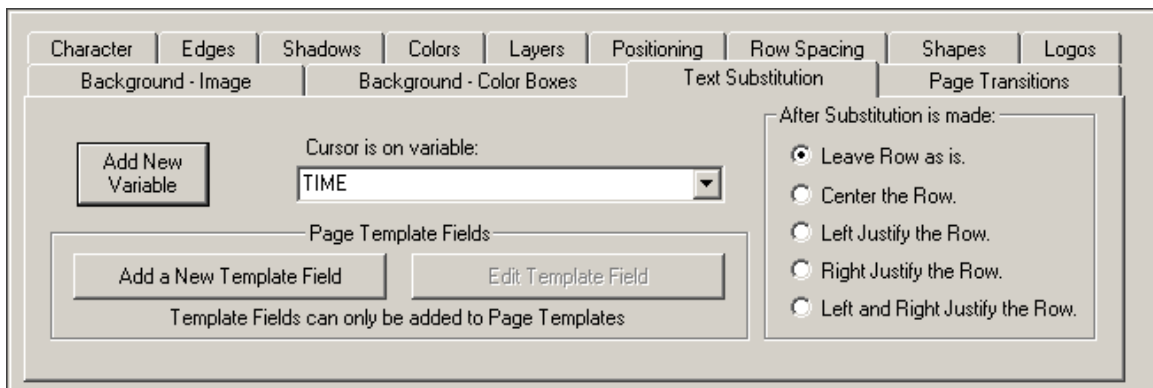 Character Edges Shadows Colors Layers Positioning Row Spacing Shapes Logos
Background - Image Background - Color Boxes Text Substitution Page Transitions
Add New
Variable
Cursor is on variable:
TIME
Page Template Fields
Add a New Template Field Edit Template Field
Template Fields can only be added to Page Templates
After Substitution is made:
Leave Row as is.
Center the Row.
Left Justify the Row.
Right Justify the Row.
Left and Right Justify the Row.